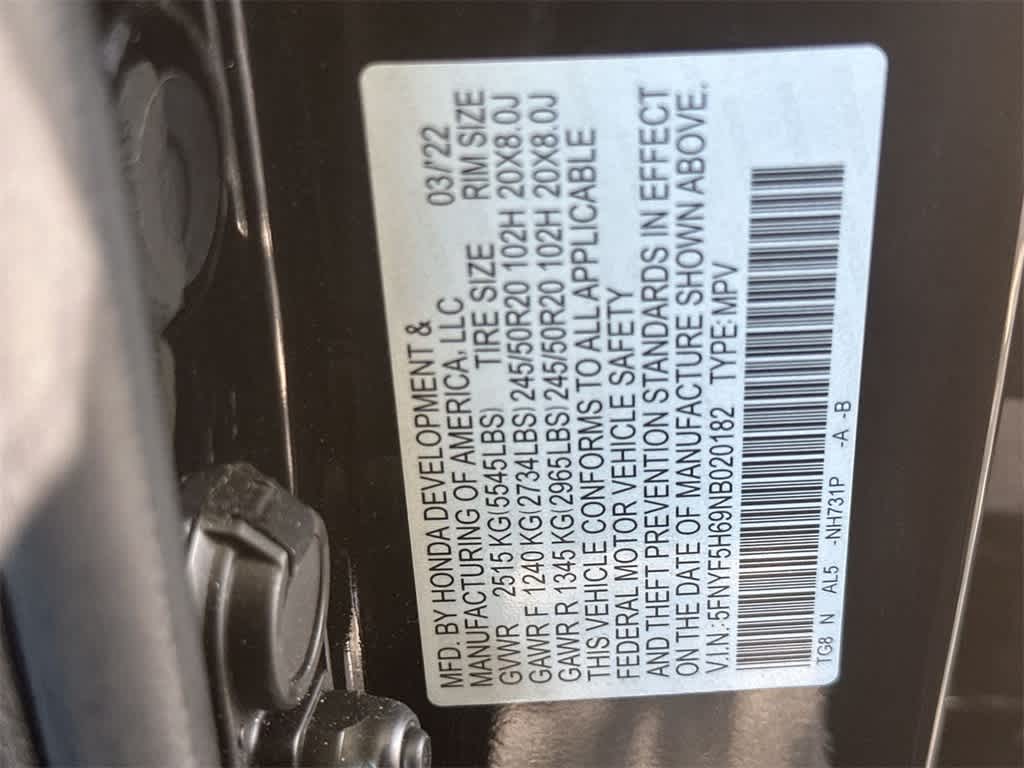 MFD. BY HONDA DEVELOPMENT &
MANUFACTURING OF AMERICA, LLC 03/'22
GVWR 2515 KG(5545LBS) TIRE SIZE RIM SIZE
GAWR F 1240 KG(2734LBS) 245/50R20 102H 20X8.0J
GAWR R 1345 KG(2965LBS) 245/50R20 102H 20X8.0J
THIS VEHICLE CONFORMS TO ALL APPLICABLE
FEDERAL MOTOR VEHICLE SAFETY
AND THEFT PREVENTION STANDARDS IN EFFECT
ON THE DATE OF MANUFACTURE SHOWN ABOVE.
V.I.N.: 5FNYF5H69NB020182 TYPE: MPV
TG8 N AL5 -NH731P -A -B